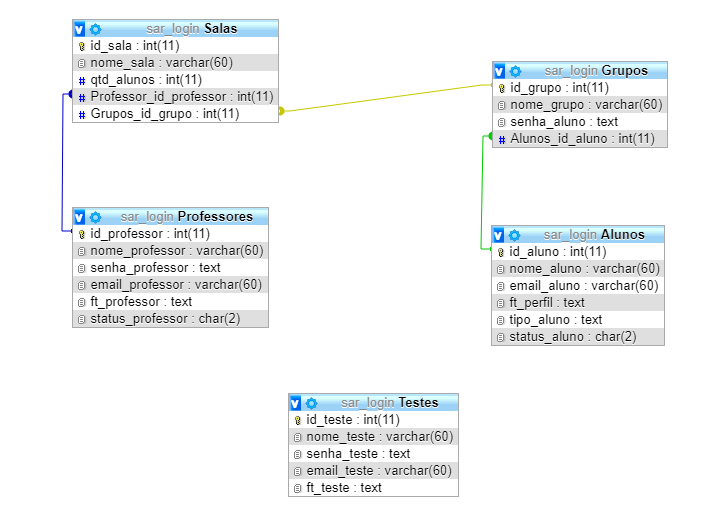 sar_login Salas
id_sala : int(11)
nome_sala : varchar(60)
# qtd_alunos : int(11)
# Professor_id_professor : int(11)
# Grupos_id_grupo : int(11)
sar_login Grupos
id_grupo : int(11)
nome_grupo : varchar(60)
senha_aluno : text
# Alunos_id_aluno : int(11)
sar_login Professores
id_professor : int(11)
nome_professor : varchar(60)
senha_professor : text
email_professor : varchar(60)
ft_professor : text
status_professor : char(2)
sar_login Alunos
id_aluno : int(11)
nome_aluno : varchar(60)
email_aluno : varchar(60)
ft_perfil : text
tipo_aluno : text
status_aluno : char(2)
sar_login Testes
id_teste : int(11)
nome_teste : varchar(60)
senha_teste : text
email_teste : varchar(60)
ft_teste : text